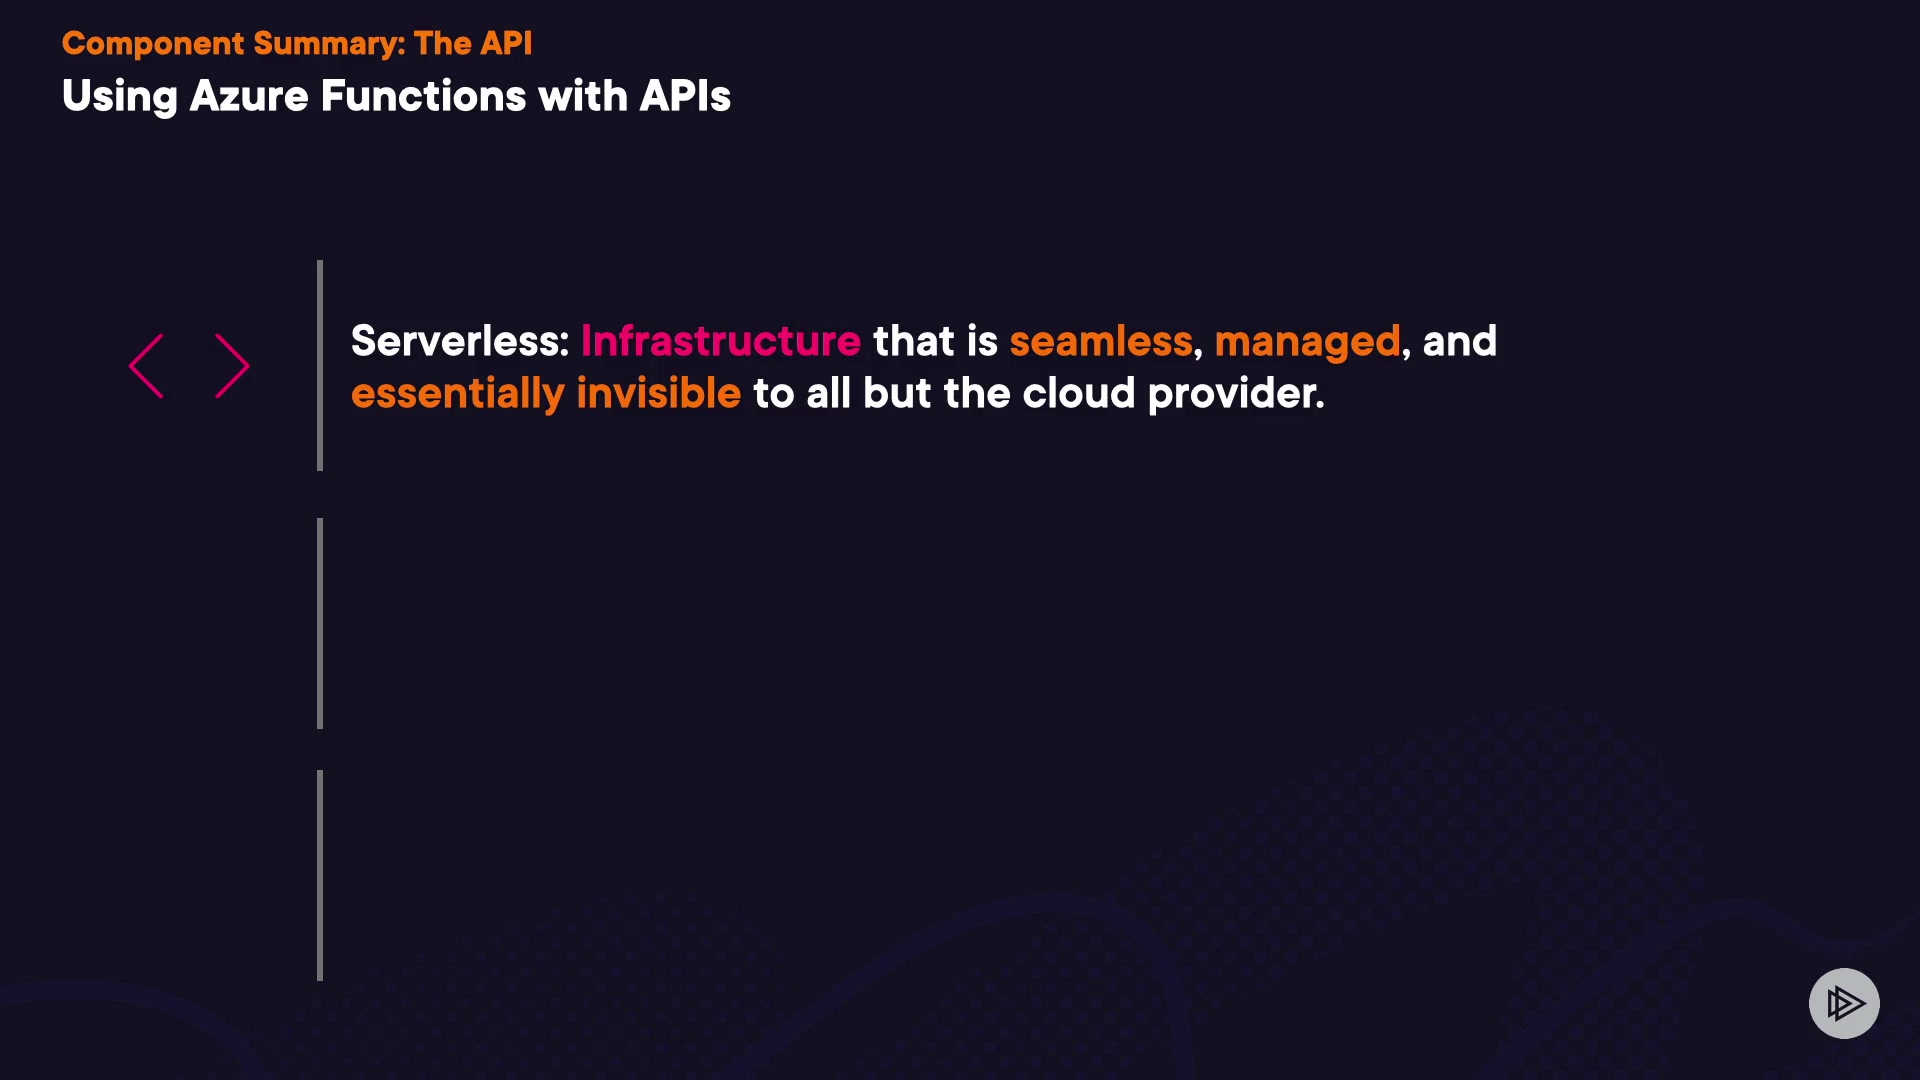 Component Summary: The API
Using Azure Functions with APIs
Serverless: Infrastructure that is seamless, managed, and
essentially invisible to all but the cloud provider.